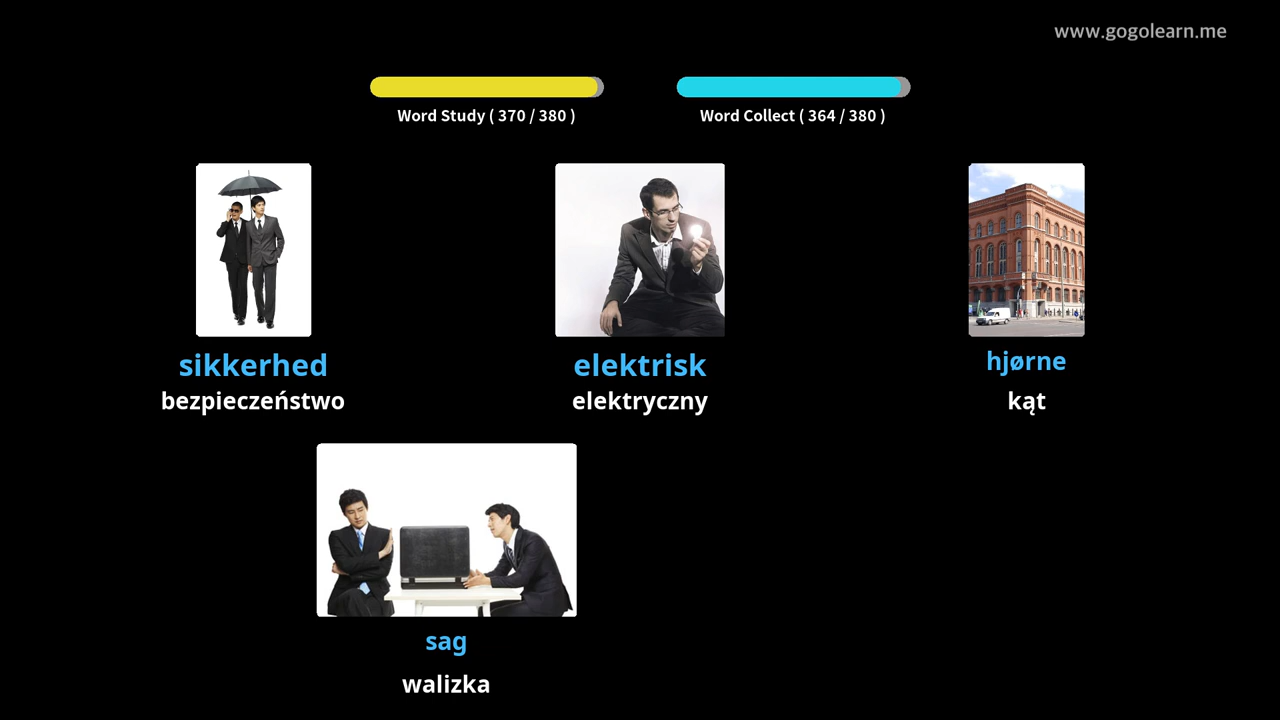 www.gogolearn.me
Word Study ( 370 / 380 )
Word Collect ( 364 / 380 )
sikkerhed
bezpieczeństwo
elektrisk
elektryczny
hjørne
kąt
sag
walizka